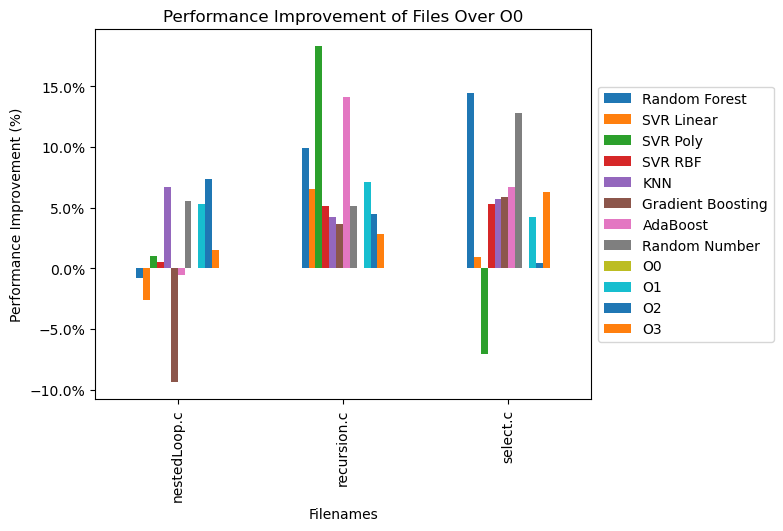 Performance Improvement of Files Over O0
Performance Improvement (%)
15.0%
10.0%
5.0%
0.0%
−5.0%
−10.0%
nestedLoop.c
recursion.c
select.c
Filenames
Random Forest
SVR Linear
SVR Poly
SVR RBF
KNN
Gradient Boosting
AdaBoost
Random Number
O0
O1
O2
O3